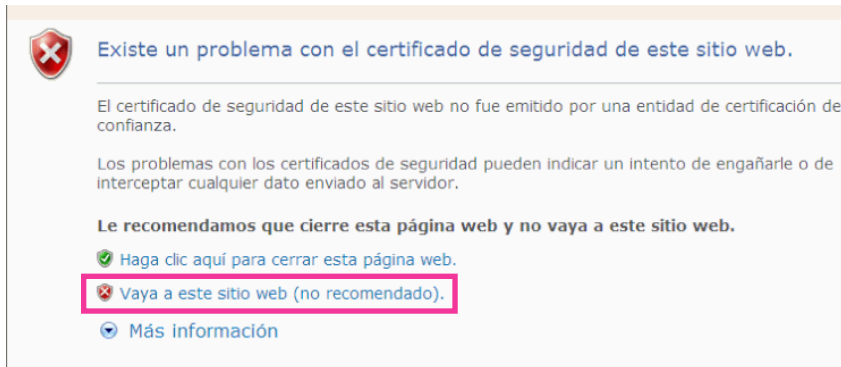 Existe un problema con el certificado de seguridad de este sitio web.
El certificado de seguridad de este sitio web no fue emitido por una entidad de certificación de
confianza.
Los problemas con los certificados de seguridad pueden indicar un intento de engañarle o de
interceptar cualquier dato enviado al servidor.
Le recomendamos que cierre esta página web y no vaya a este sitio web.
Haga clic aquí para cerrar esta página web.
Vaya a este sitio web (no recomendado).
Más información